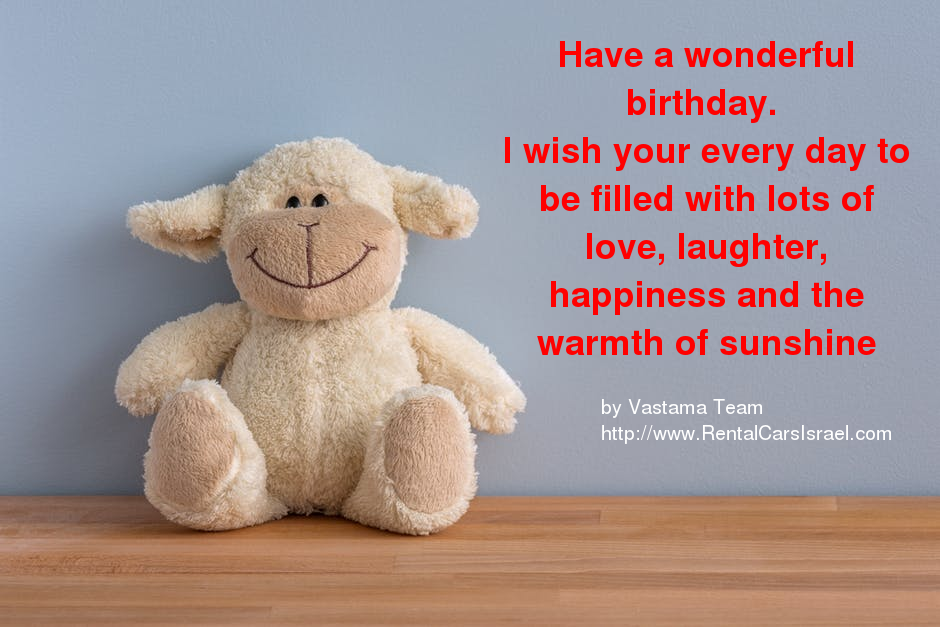 Have a wonderful
birthday.
I wish your every day to
be filled with lots of
love, laughter,
happiness and the
warmth of sunshine
by Vastama Team
http://www.RentalCarsIsrael.com